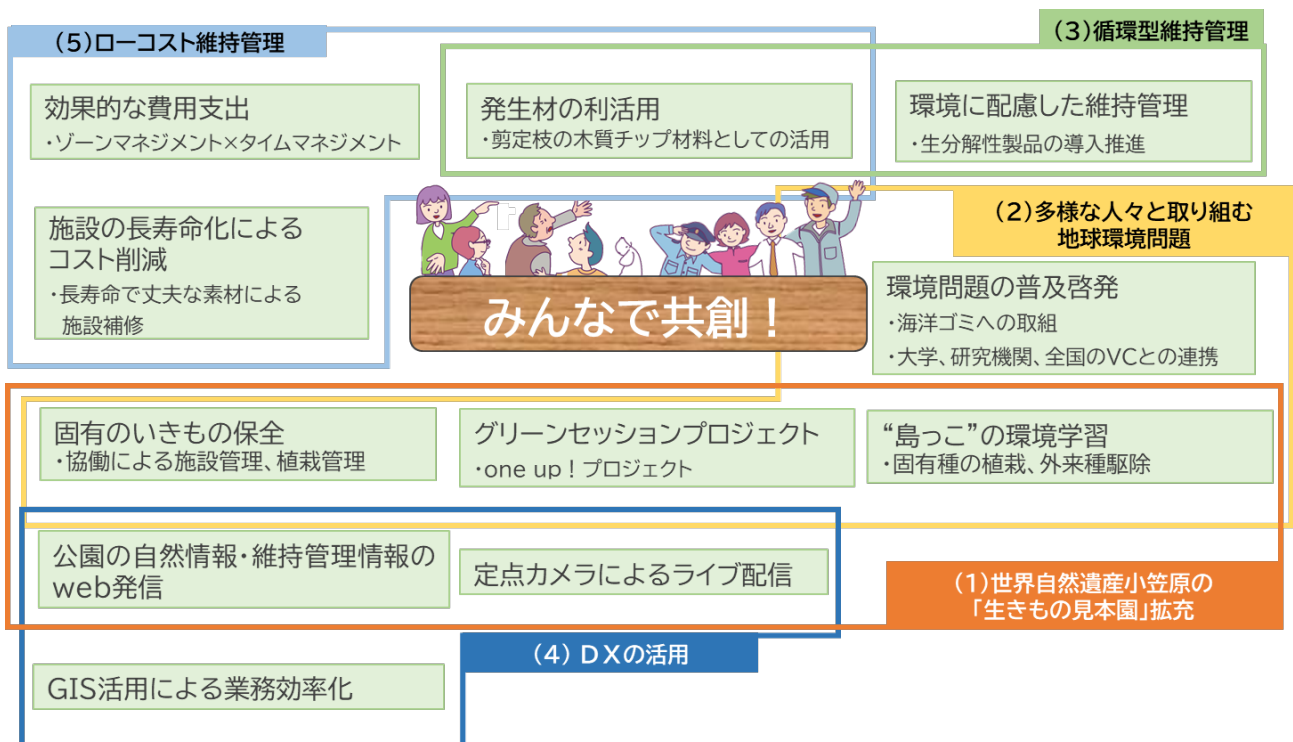 (5)ローコスト維持管理
(3)循環型維持管理
効果的な費用支出
・ゾーンマネジメント×タイムマネジメント
発生材の利活用
・剪定枝の木質チップ材料としての活用
環境に配慮した維持管理
・生分解性製品の導入推進
施設の長寿命化による
コスト削減
・長寿命で丈夫な素材による
施設補修
みんなで共創！
(2)多様な人々と取り組む
地球環境問題
環境問題の普及啓発
・海洋ゴミへの取組
・大学、研究機関、全国のVCとの連携
固有のいきもの保全
・協働による施設管理、植栽管理
グリーンセッションプロジェクト
・one up！プロジェクト
“島っこ”の環境学習
・固有種の植栽、外来種駆除
公園の自然情報・維持管理情報の
web発信
定点カメラによるライブ配信
(1)世界自然遺産小笠原の
「生きもの見本園」拡充
(4) DXの活用
GIS活用による業務効率化